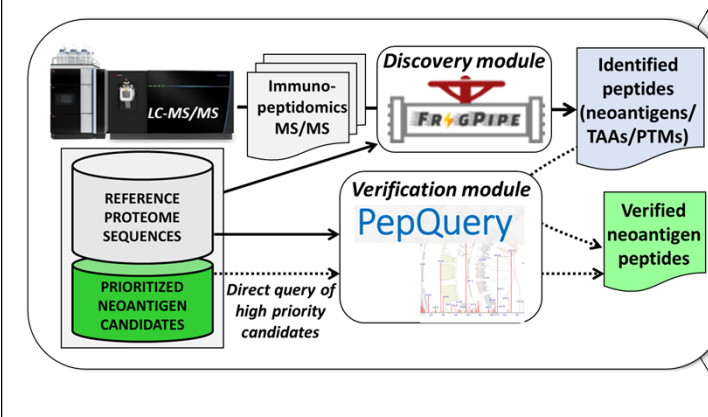 LC-MS/MS
Immuno-
peptidomics
MS/MS
Discovery module
FRAGPIPE
Identified
peptides
(neoantigens/
TAAs/PTMs)
REFERENCE
PROTEOME
SEQUENCES
PRIORITIZED
NEOANTIGEN
CANDIDATES
Direct query of
high priority
candidates
Verification module
PepQuery
Verified
neoantigen
peptides